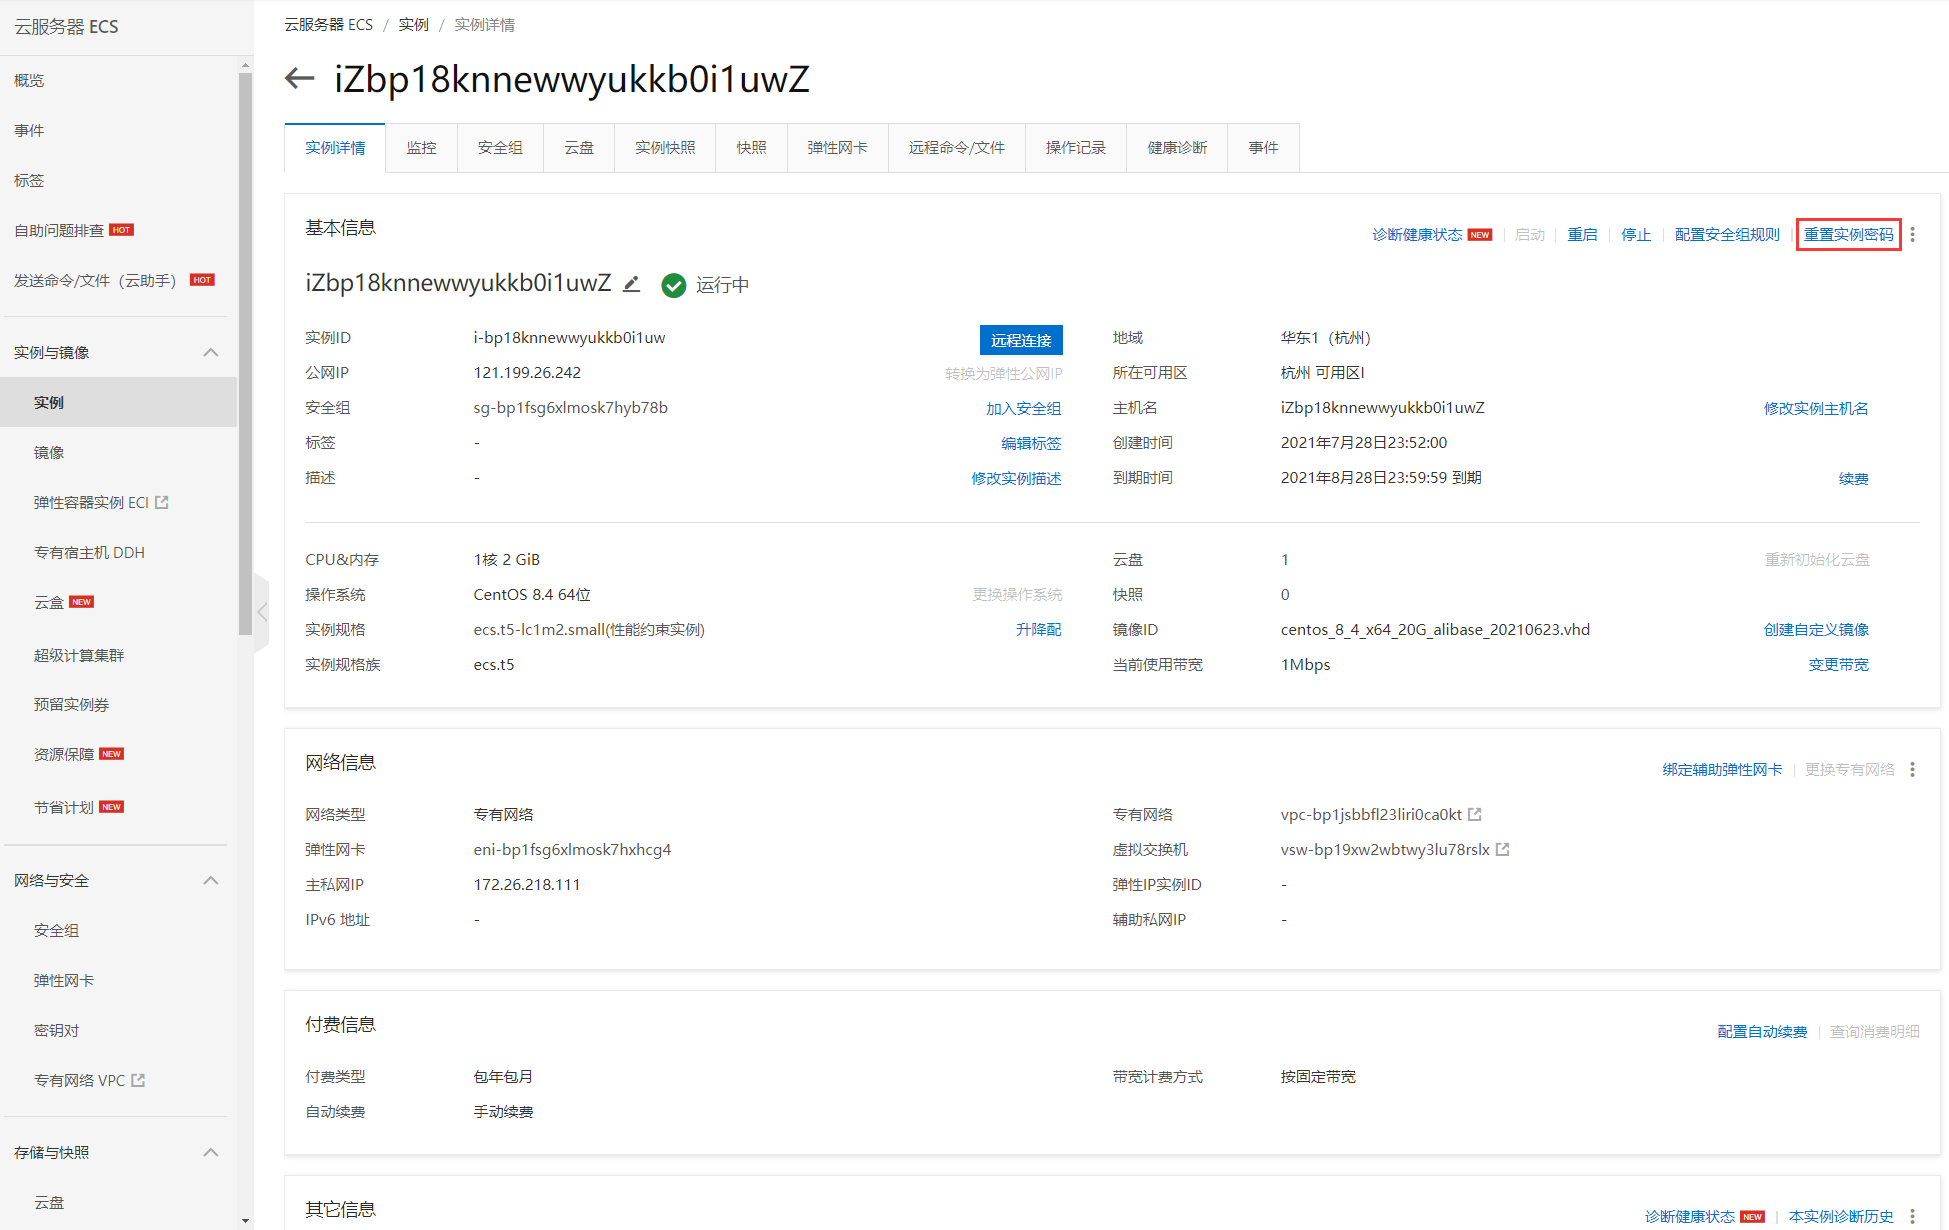 云服务器 ECS
概览
事件
标签
自助问题排查 HOT
发送命令/文件（云助手） HOT
实例与镜像
实例
镜像
弹性容器实例 ECI
专有宿主机 DDH
云盒 NEW
超级计算集群
预留实例券
资源保障 NEW
节省计划 NEW
网络与安全
安全组
弹性网卡
密钥对
专有网络 VPC
存储与快照
云盘
云服务器 ECS / 实例 / 实例详情
iZbp18knnewwyukkb0i1uwZ
实例详情 监控 安全组 云盘 实例快照 快照 弹性网卡 远程命令/文件 操作记录 健康诊断 事件
基本信息 诊断健康状态 NEW 启动 重启 停止 配置安全组规则 重置实例密码
iZbp18knnewwyukkb0i1uwZ 运行中
实例ID i-bp18knnewwyukkb0i1uw 远程连接 地域 华东1（杭州）
公网IP 121.199.26.242 转换为弹性公网IP 所在可用区 杭州 可用区I
安全组 sg-bp1fsg6xlmosk7hyb78b 加入安全组 主机名 iZbp18knnewwyukkb0i1uwZ 修改实例主机名
标签 - 编辑标签 创建时间 2021年7月28日23:52:00
描述 - 修改实例描述 到期时间 2021年8月28日23:59:59 到期 续费
CPU&内存 1核 2 GiB 云盘 1 重新初始化云盘
操作系统 CentOS 8.4 64位 更换操作系统 快照 0
实例规格 ecs.t5-lc1m2.small(性能约束实例) 升降配 镜像ID centos_8_4_x64_20G_alibase_20210623.vhd 创建自定义镜像
实例规格族 ecs.t5 当前使用带宽 1Mbps 变更带宽
网络信息 绑定辅助弹性网卡 更换专有网络
网络类型 专有网络 专有网络 vpc-bp1jsbbfl23liri0ca0kt
弹性网卡 eni-bp1fsg6xlmosk7hxhcg4 虚拟交换机 vsw-bp19xw2wbtwy3lu78rslx
主私网IP 172.26.218.111 弹性IP实例ID -
IPv6 地址 - 辅助私网IP -
付费信息 配置自动续费 查询消费明细
付费类型 包年包月 带宽计费方式 按固定带宽
自动续费 手动续费
其它信息 诊断健康状态 NEW 本实例诊断历史